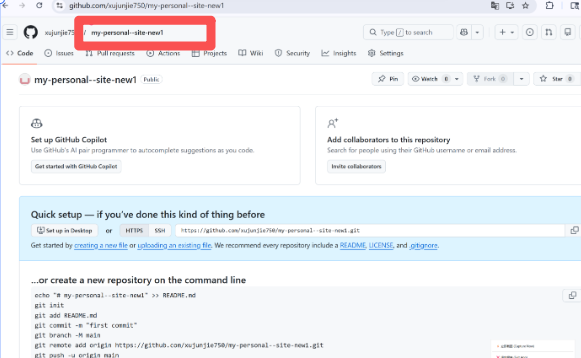 github.com/xujunjie750/my-personal--site-new1
xujunjie75 / my-personal--site-new1
Type / to search
Code Issues Pull requests Actions Projects Wiki Security Insights Settings
my-personal--site-new1 Public
Pin Watch 0 Fork 0 Star 0
Set up GitHub Copilot
Use GitHub's AI pair programmer to autocomplete suggestions as you code.
Get started with GitHub Copilot
Add collaborators to this repository
Search for people using their GitHub username or email address.
Invite collaborators
Quick setup — if you've done this kind of thing before
Set up in Desktop or HTTPS SSH https://github.com/xujunjie750/my-personal--site-new1.git
Get started by creating a new file or uploading an existing file. We recommend every repository include a README, LICENSE, and .gitignore.
...or create a new repository on the command line
echo "# my-personal--site-new1" >> README.md
git init
git add README.md
git commit -m "first commit"
git branch -M main
git remote add origin https://github.com/xujunjie750/my-personal--site-new1.git
git push -u origin main